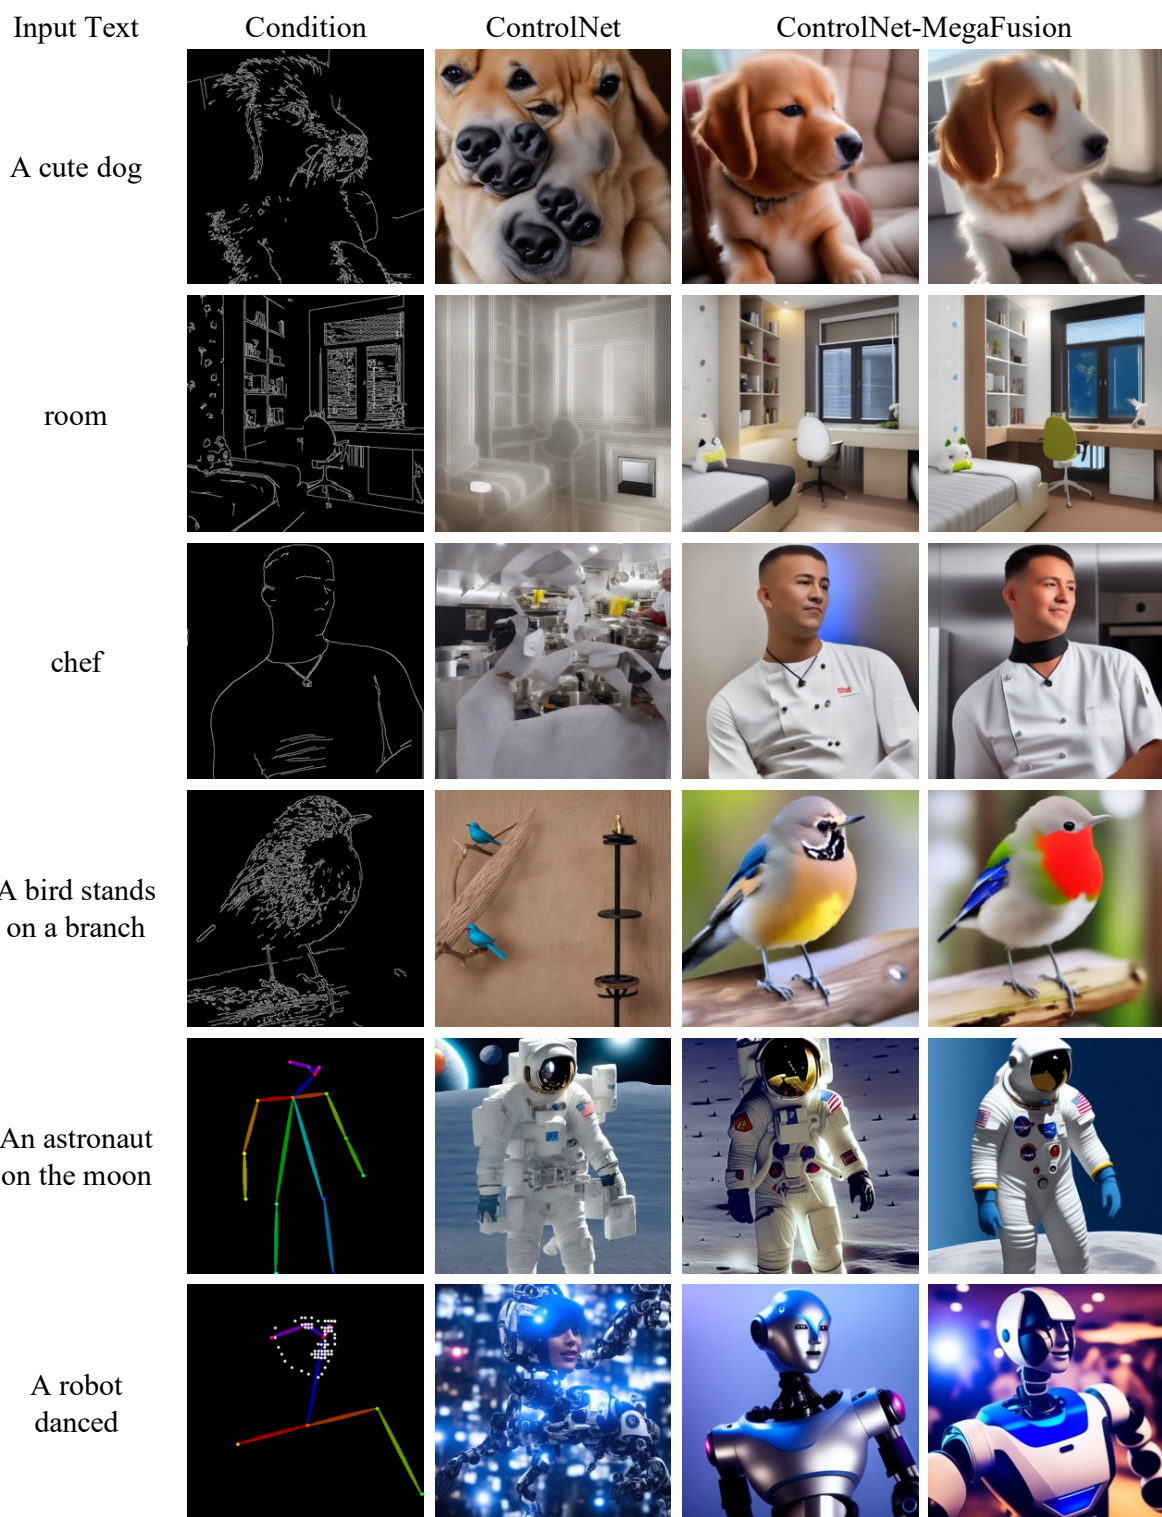 Input Text Condition ControlNet ControlNet-MegaFusion
A cute dog
room
chef
A bird stands
on a branch
An astronaut
on the moon
A robot
danced